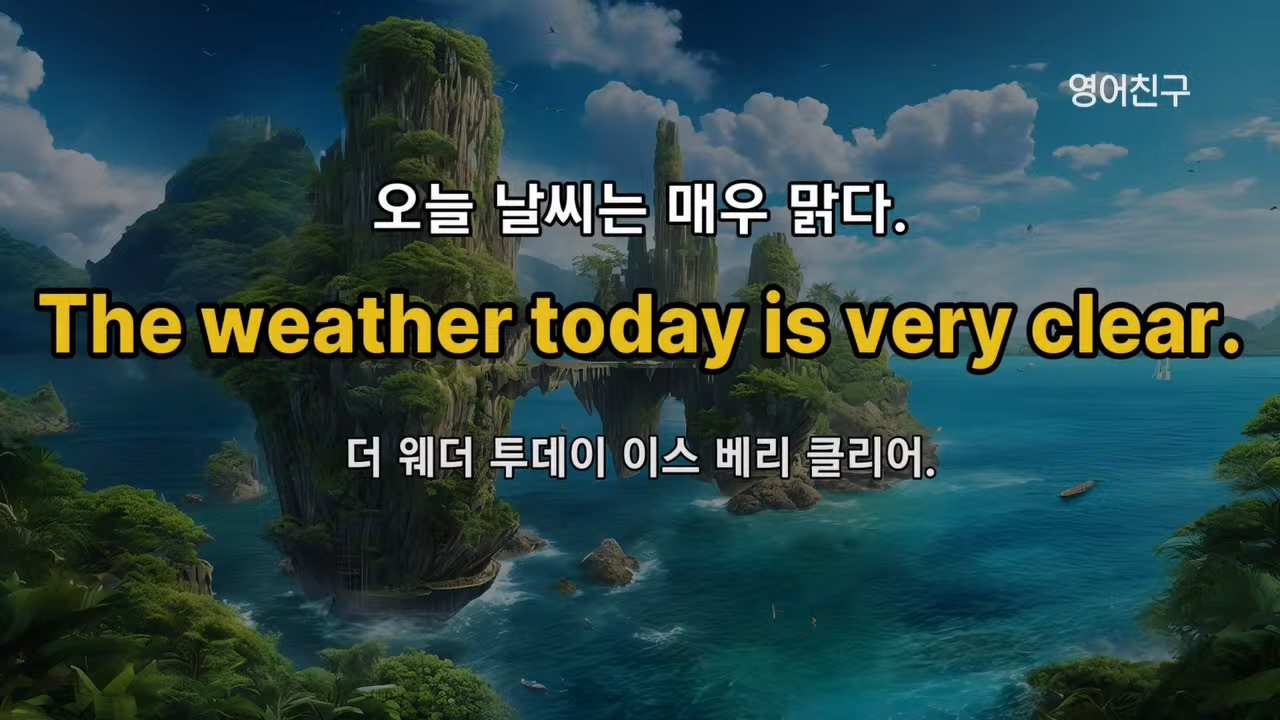 영어친구
오늘 날씨는 매우 맑다.
The weather today is very clear.
더 웨더 투데이 이스 베리 클리어.